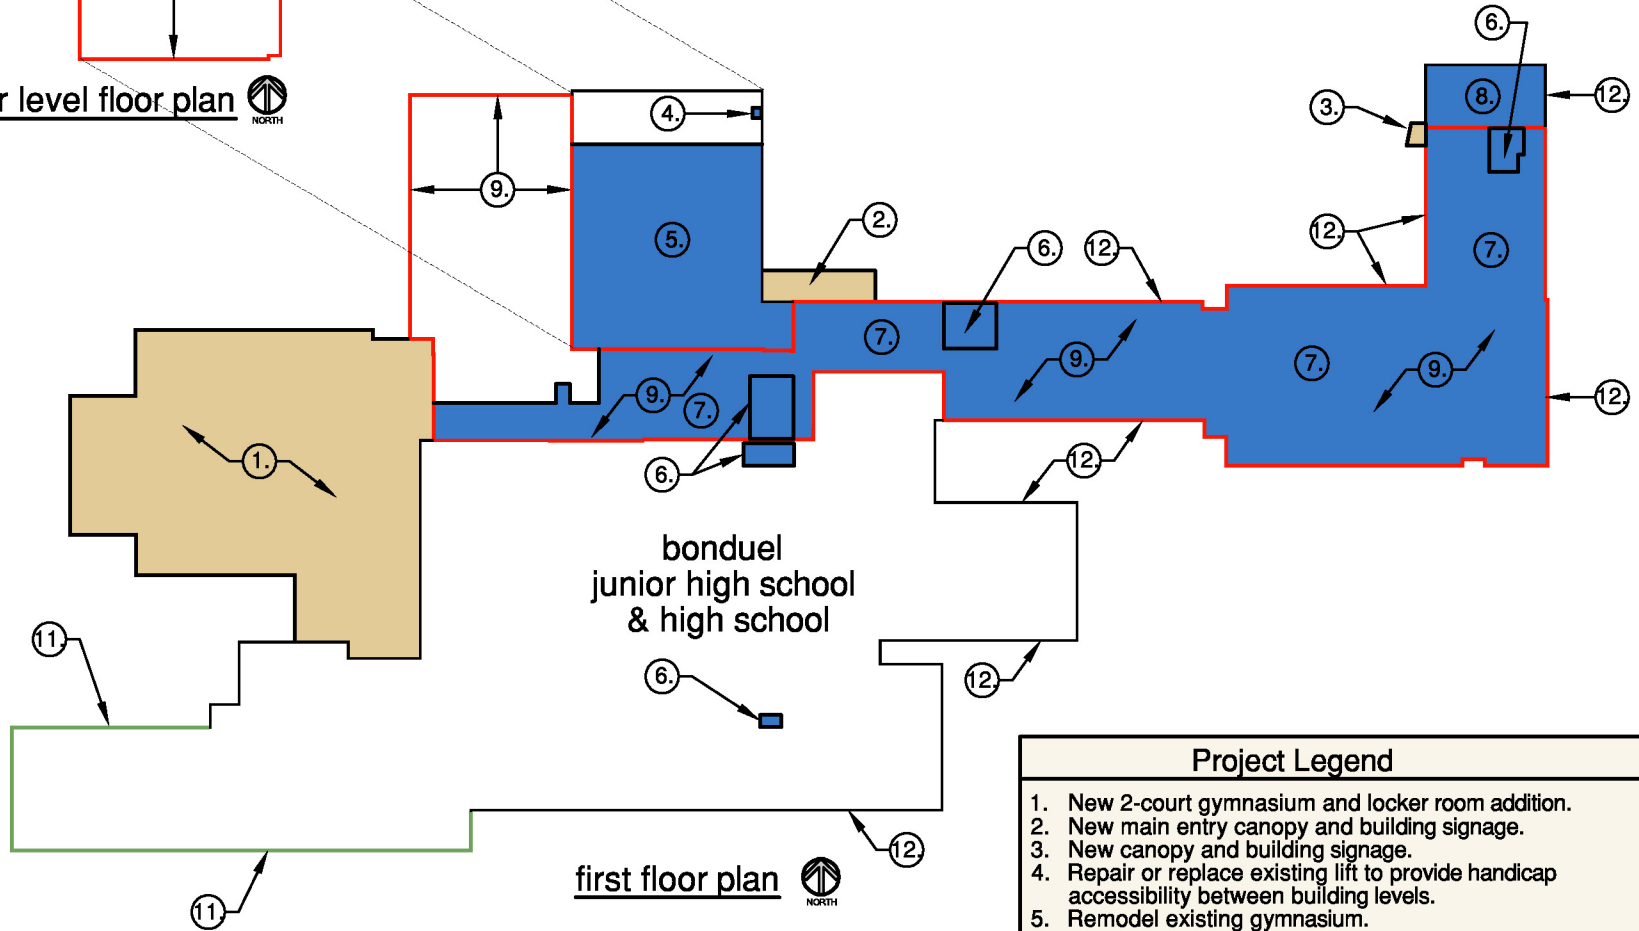 6.
8.
12.
3.
4.
r level floor plan
NORTH
9.
2.
5.
6.
12.
12.
7.
7.
9.
7.
9.
12.
9.
7.
1.
6.
12.
bonduel
junior high school
& high school
11.
6.
12.
Project Legend
1. New 2-court gymnasium and locker room addition.
2. New main entry canopy and building signage.
3. New canopy and building signage.
4. Repair or replace existing lift to provide handicap
accessibility between building levels.
5. Remodel existing gymnasium.
12.
first floor plan
NORTH
11.